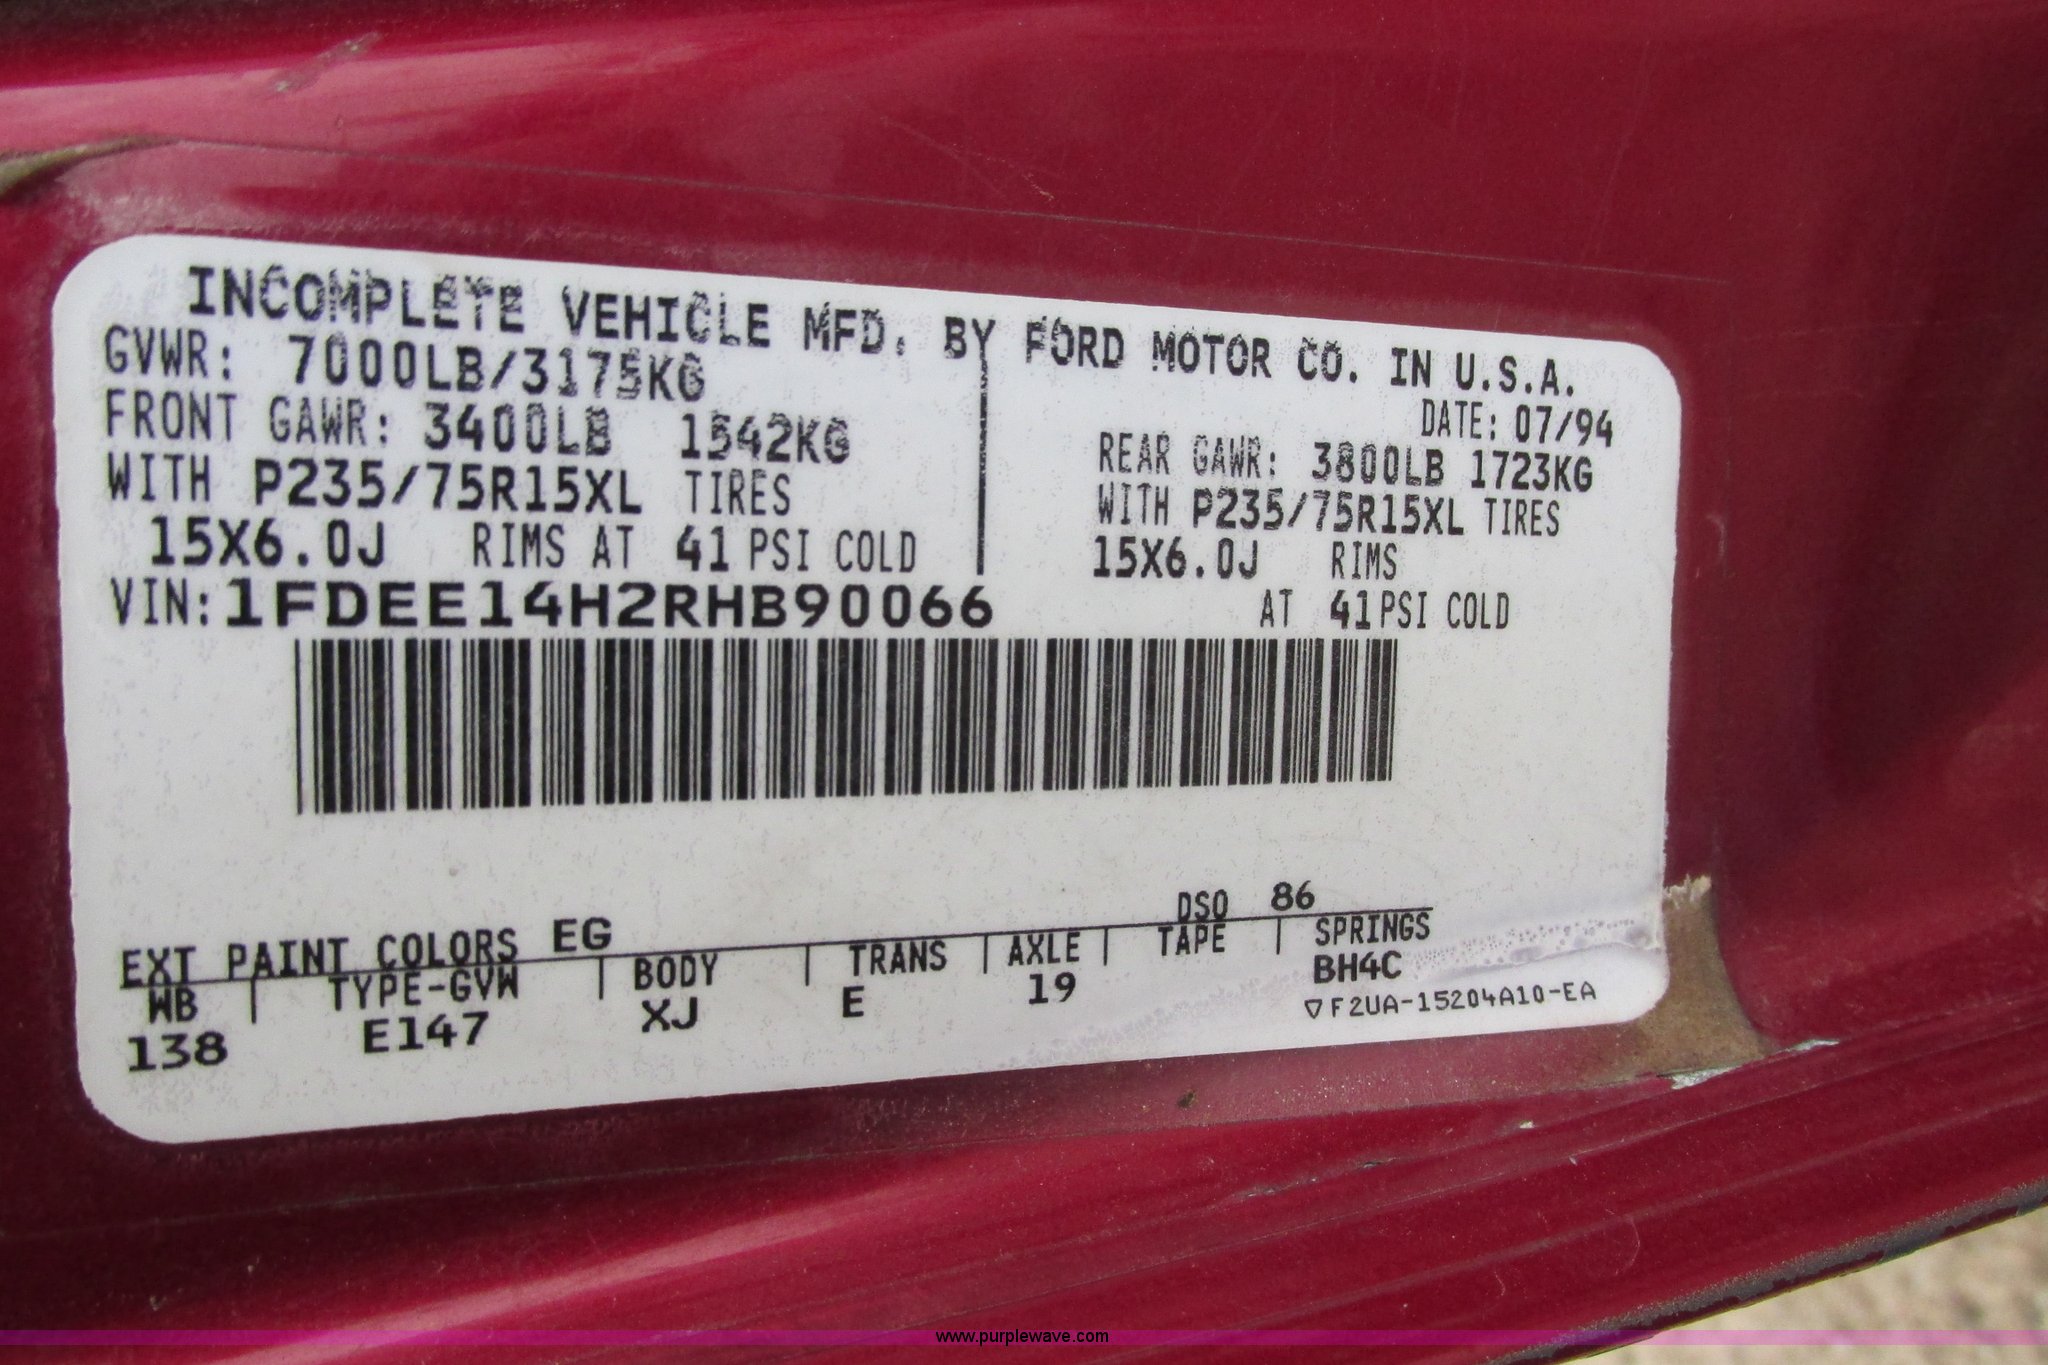 INCOMPLETE VEHICLE MFD. BY FORD MOTOR CO. IN U.S.A.
GVWR: 7000LB/3175KG
DATE: 07/94
FRONT GAWR: 3400LB 1542KG
REAR GAWR: 3800LB 1723KG
WITH P235/75R15XL TIRES
WITH P235/75R15XL TIRES
15X6.0J RIMS AT 41 PSI COLD
15X6.0J RIMS
AT 41 PSI COLD
VIN: 1FDEE14H2RHB90066
EXT PAINT COLORS EG DSO 86
WB | TYPE-GVW | BODY | TRANS | AXLE | TAPE | SPRINGS
138 E147 XJ E 19 BH4C
▽F2UA-15204A10-EA
www.purplewave.com